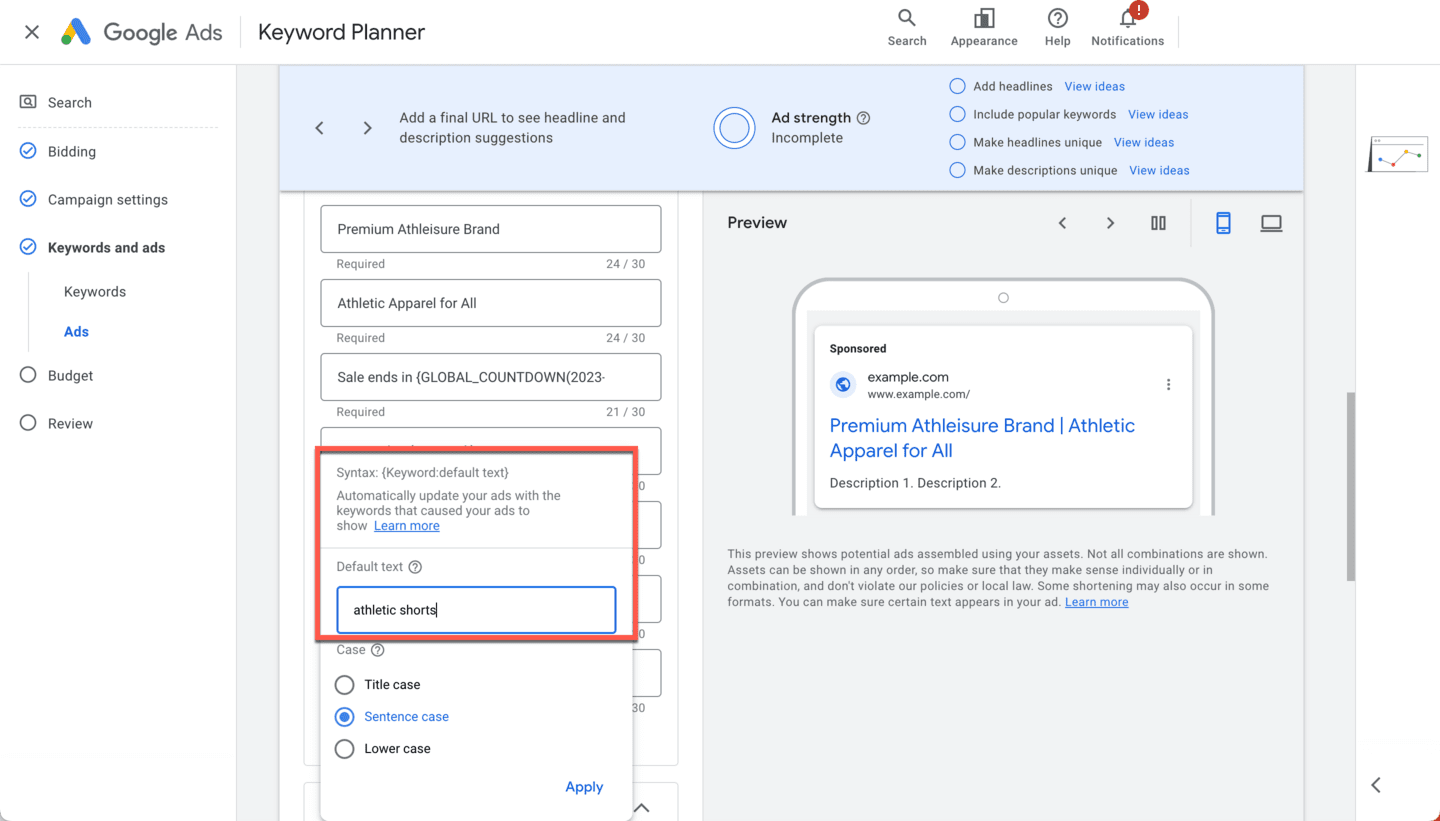 Google Ads
Keyword Planner
Search
Appearance
Help
!
Notifications
Search
Bidding
Campaign settings
Keywords and ads
Keywords
Ads
Budget
Review
Add a final URL to see headline and
description suggestions
Ad strength ?
Incomplete
Add headlines View ideas
Include popular keywords View ideas
Make headlines unique View ideas
Make descriptions unique View ideas
Premium Athleisure Brand
Required 24 / 30
Athletic Apparel for All
Required 24 / 30
Sale ends in {GLOBAL_COUNTDOWN(2023-
Required 21 / 30
Syntax: {Keyword:default text}
Automatically update your ads with the
keywords that caused your ads to
show Learn more
Default text ?
athletic shorts
Case ?
Title case
Sentence case
Lower case
Apply
0
0
0
0
30
Preview
Sponsored
example.com
www.example.com/
Premium Athleisure Brand | Athletic
Apparel for All
Description 1. Description 2.
This preview shows potential ads assembled using your assets. Not all combinations are shown.
Assets can be shown in any order, so make sure that they make sense individually or in
combination, and don't violate our policies or local law. Some shortening may also occur in some
formats. You can make sure certain text appears in your ad. Learn more